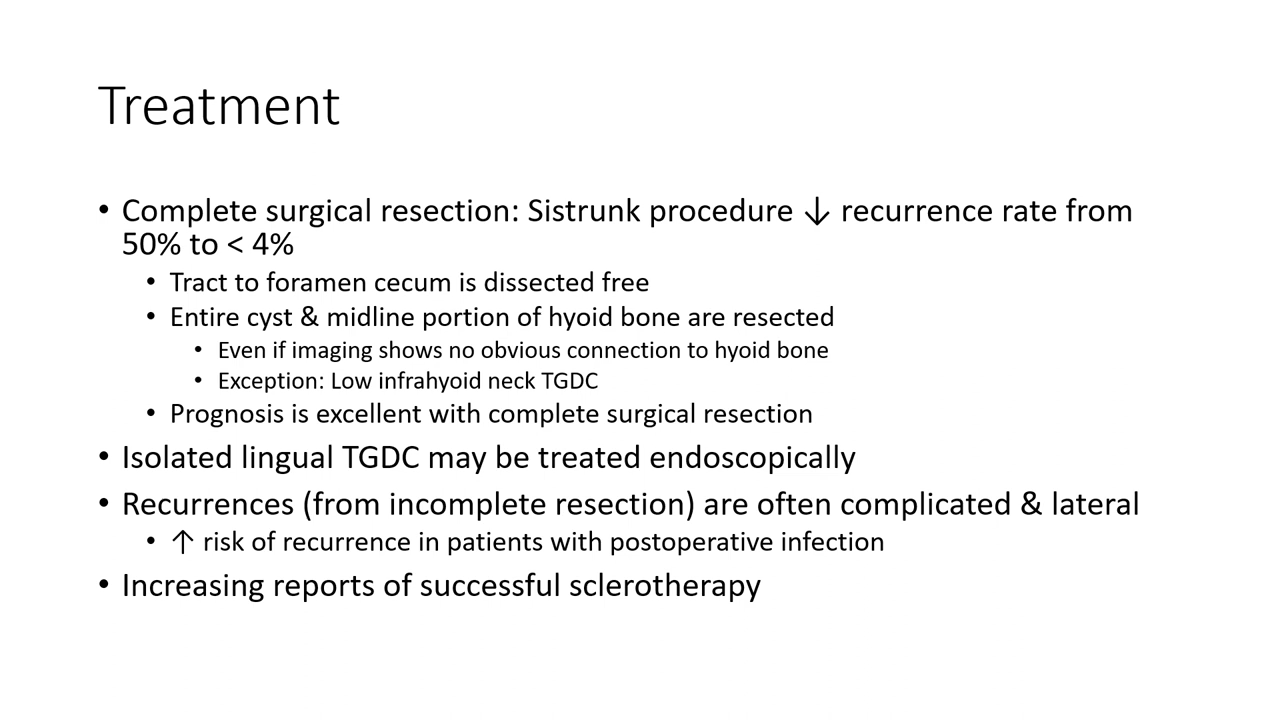 Treatment
• Complete surgical resection: Sistrunk procedure ↓ recurrence rate from
50% to < 4%
• Tract to foramen cecum is dissected free
• Entire cyst & midline portion of hyoid bone are resected
• Even if imaging shows no obvious connection to hyoid bone
• Exception: Low infrahyoid neck TGDC
• Prognosis is excellent with complete surgical resection
• Isolated lingual TGDC may be treated endoscopically
• Recurrences (from incomplete resection) are often complicated & lateral
• ↑ risk of recurrence in patients with postoperative infection
• Increasing reports of successful sclerotherapy